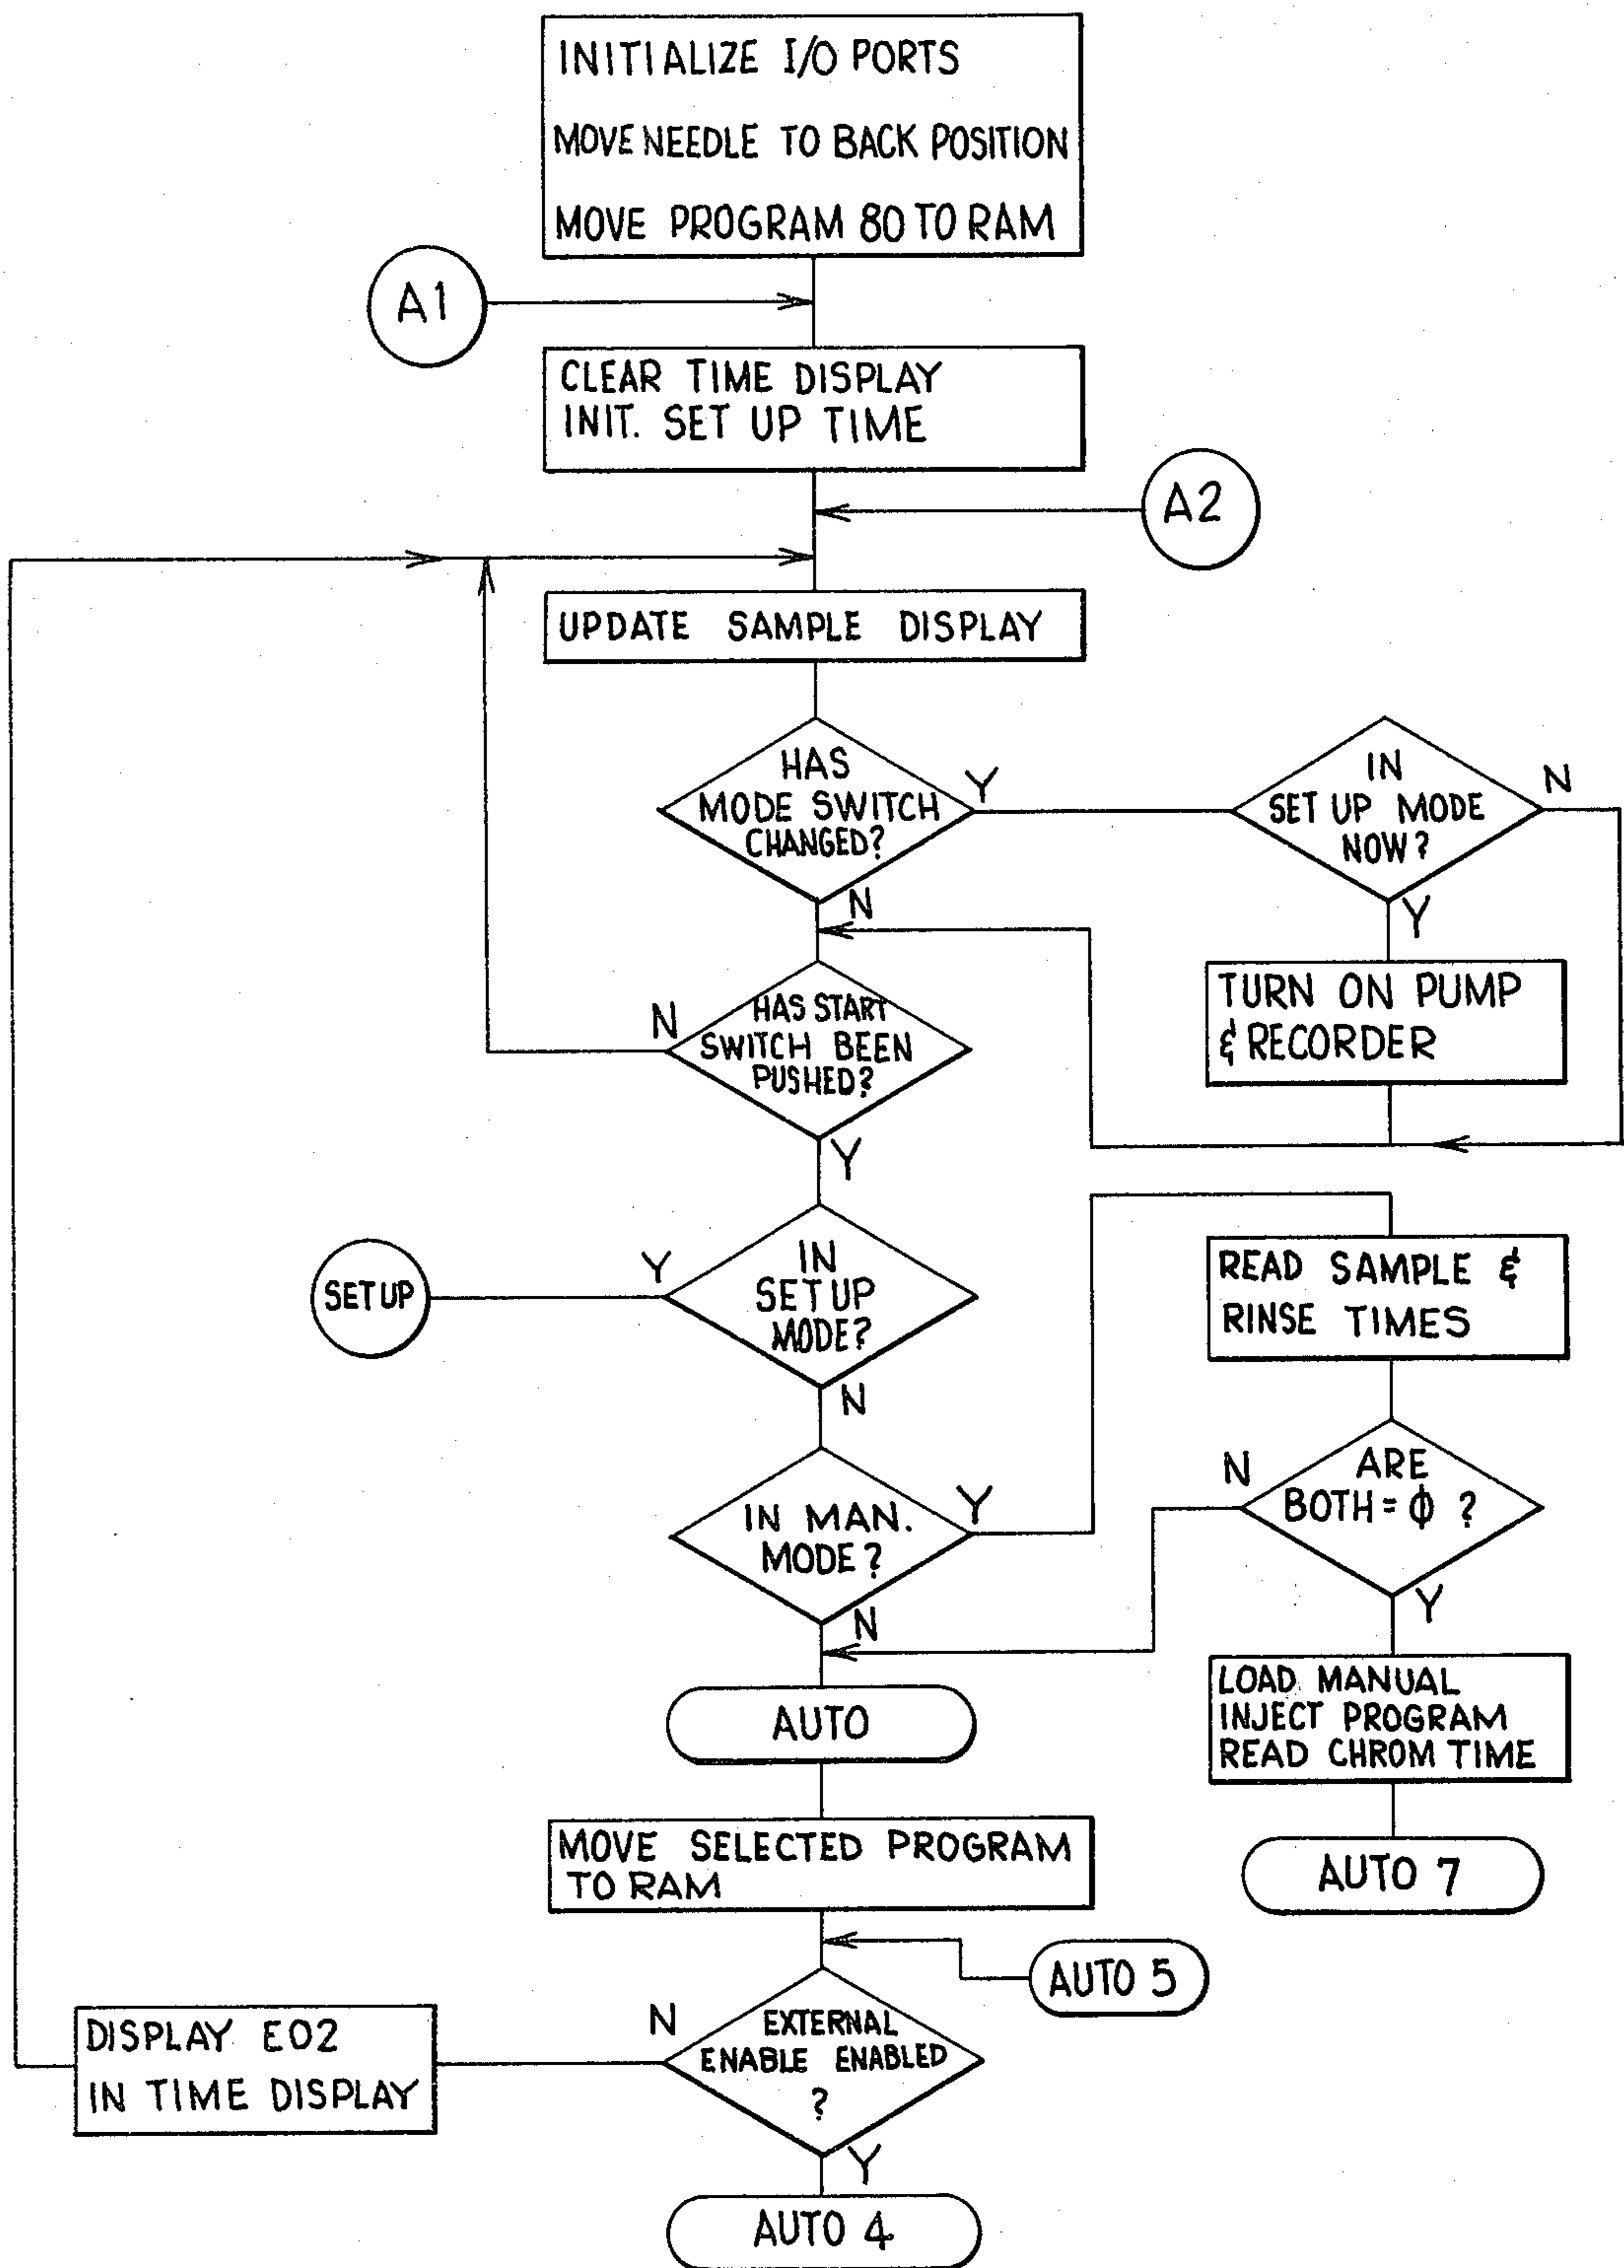 INITIALIZE I/O PORTS
MOVE NEEDLE TO BACK POSITION
MOVE PROGRAM 80 TO RAM
A1
CLEAR TIME DISPLAY
INIT. SET UP TIME
A2
UPDATE SAMPLE DISPLAY
HAS
MODE SWITCH
CHANGED?
Y
N
IN
SET UP MODE
NOW?
N
Y
TURN ON PUMP
& RECORDER
HAS START
SWITCH BEEN
PUSHED?
N
Y
SET UP
Y
IN
SET UP
MODE?
N
READ SAMPLE &
RINSE TIMES
IN MAN.
MODE?
Y
N
ARE
BOTH = ϕ ?
N
Y
LOAD MANUAL
INJECT PROGRAM
READ CHROM TIME
AUTO 7
AUTO
MOVE SELECTED PROGRAM
TO RAM
AUTO 5
EXTERNAL
ENABLE ENABLED
?
N
Y
DISPLAY E02
IN TIME DISPLAY
AUTO 4